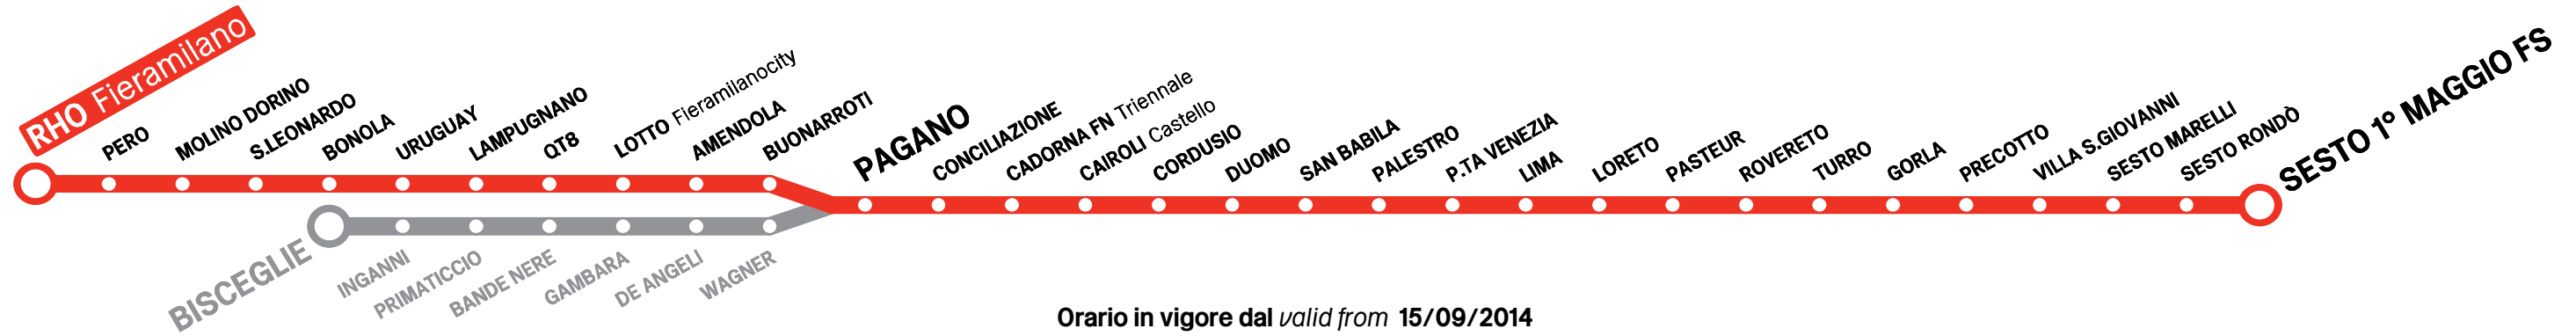 RHO Fieramilano
PERO
MOLINO DORINO
S.LEONARDO
BONOLA
URUGUAY
LAMPUGNANO
QT8
LOTTO Fieramilanocity
AMENDOLA
BUONARROTI
PAGANO
CONCILIAZIONE
CADORNA FN Triennale
CAIROLI Castello
CORDUSIO
DUOMO
SAN BABILA
PALESTRO
P.TA VENEZIA
LIMA
LORETO
PASTEUR
ROVERETO
TURRO
GORLA
PRECOTTO
VILLA S.GIOVANNI
SESTO MARELLI
SESTO RONDÒ
SESTO 1° MAGGIO FS
BISCEGLIE
INGANNI
PRIMATICCIO
BANDE NERE
GAMBARA
DE ANGELI
WAGNER
Orario in vigore dal valid from 15/09/2014